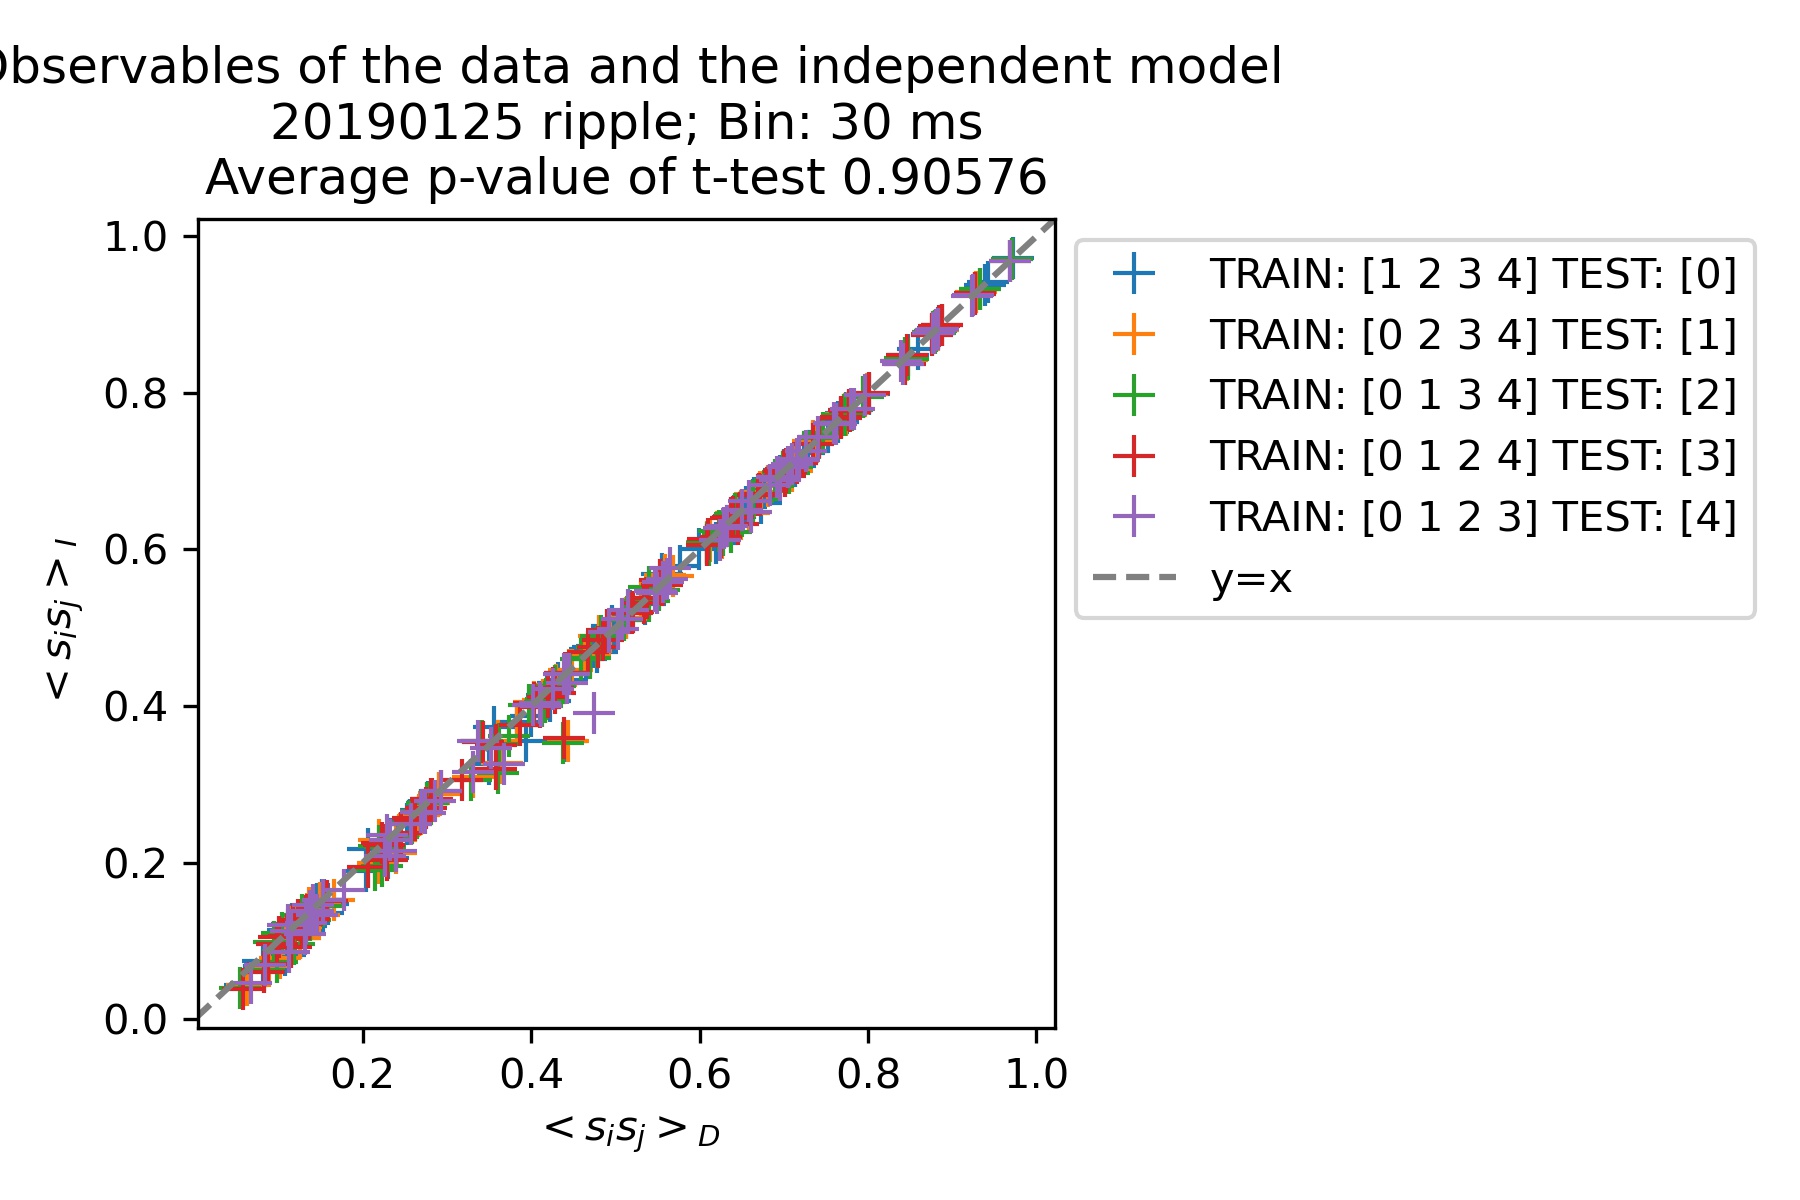 Observables of the data and the independent model
20190125 ripple; Bin: 30 ms
Average p-value of t-test 0.90576
1.0
0.8
0.6
0.4
0.2
0.0
< s_i s_j >_I
0.2 0.4 0.6 0.8 1.0
< s_i s_j >_D
TRAIN: [1 2 3 4] TEST: [0]
TRAIN: [0 2 3 4] TEST: [1]
TRAIN: [0 1 3 4] TEST: [2]
TRAIN: [0 1 2 4] TEST: [3]
TRAIN: [0 1 2 3] TEST: [4]
y=x